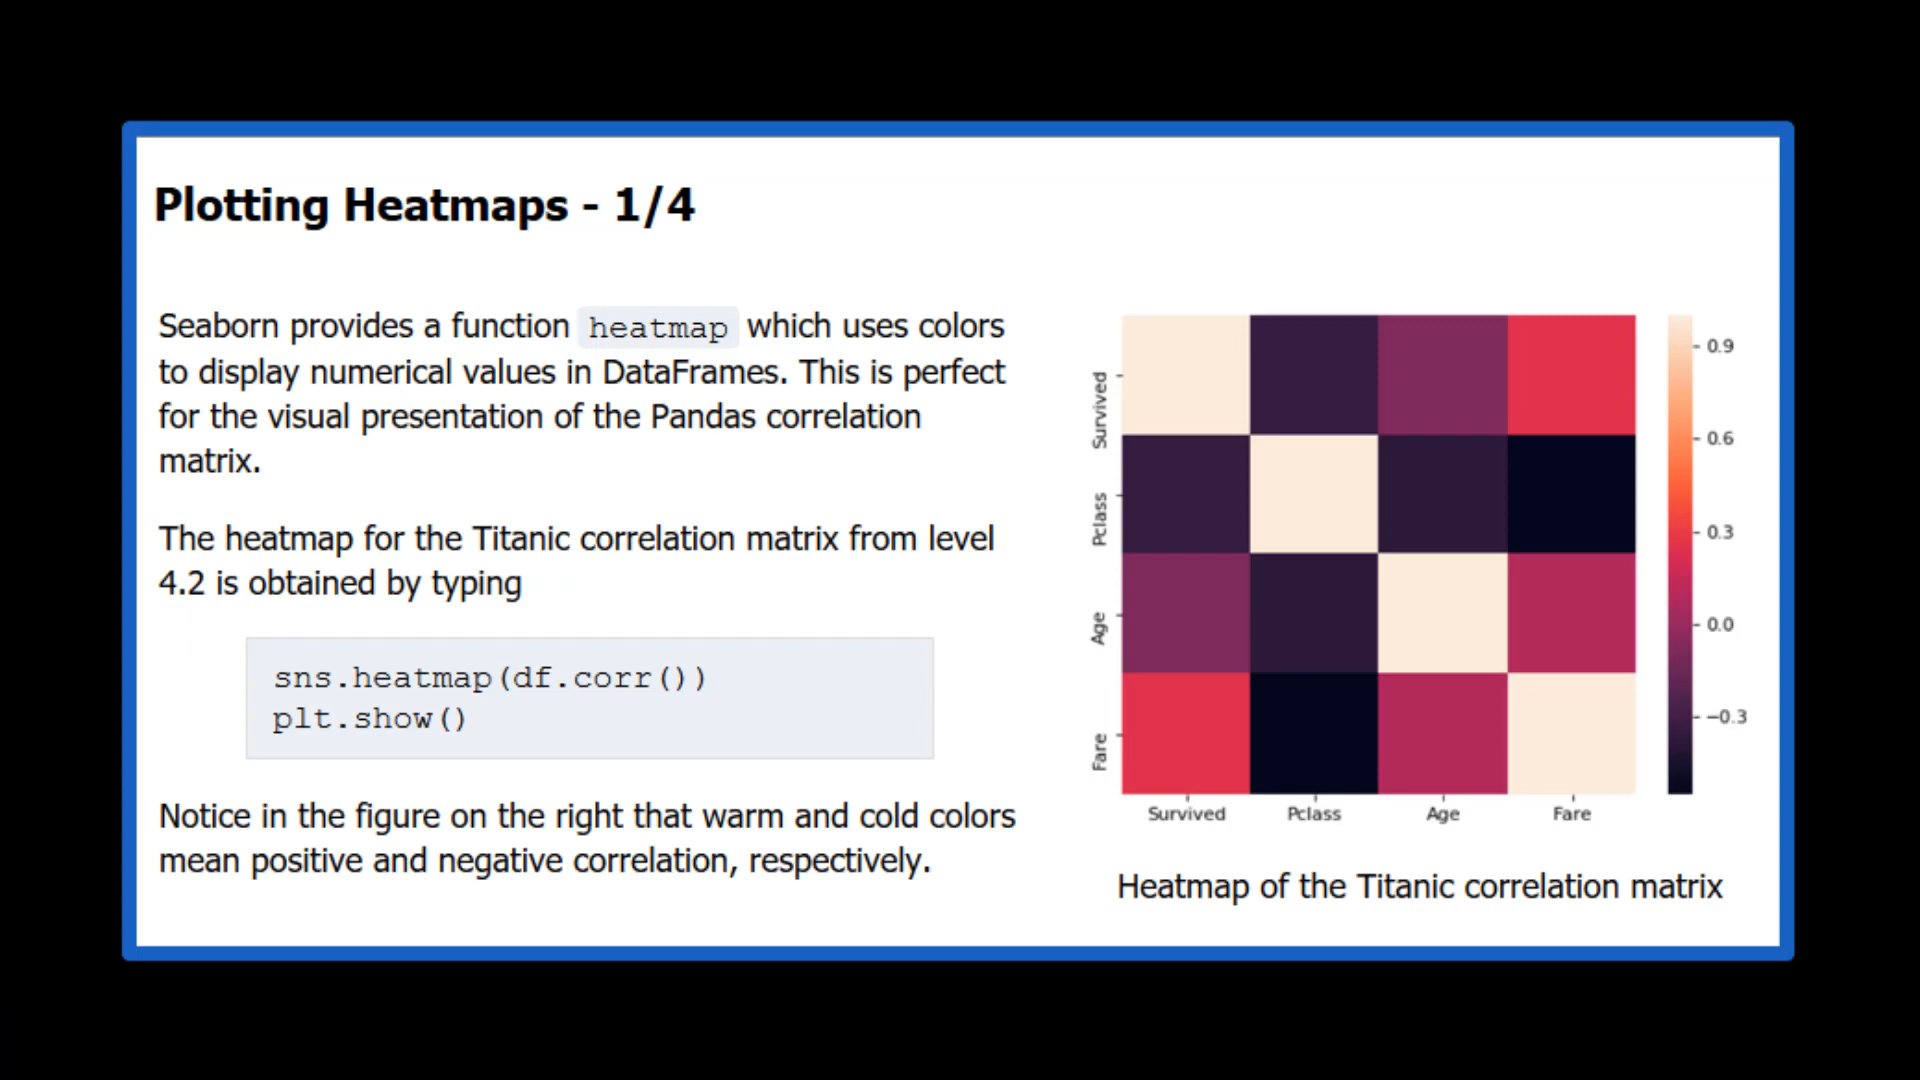 Plotting Heatmaps - 1/4
Seaborn provides a function heatmap which uses colors
to display numerical values in DataFrames. This is perfect
for the visual presentation of the Pandas correlation
matrix.
The heatmap for the Titanic correlation matrix from level
4.2 is obtained by typing
sns.heatmap(df.corr())
plt.show()
Notice in the figure on the right that warm and cold colors
mean positive and negative correlation, respectively.
Survived
Pclass
Age
Fare
Survived Pclass Age Fare
0.9
0.6
0.3
0.0
−0.3
Heatmap of the Titanic correlation matrix